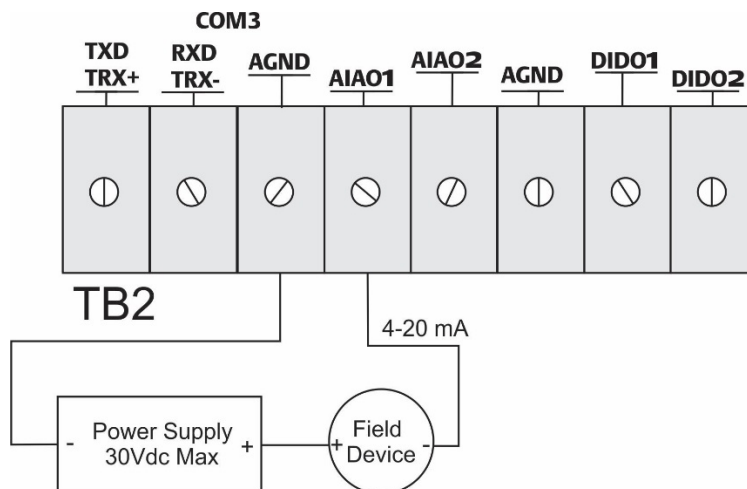 COM3
TXD
TRX+
RXD
TRX-
AGND
AIAO1
AIAO2
AGND
DIDO1
DIDO2
TB2
4-20 mA
- Power Supply +
30Vdc Max
+ Field -
Device